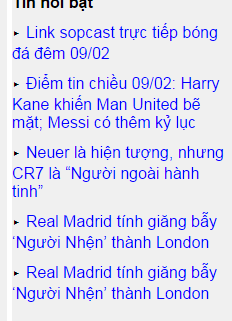 Tin nổi bật
‣ Link sopcast trực tiếp bóng
đá đêm 09/02
‣ Điểm tin chiều 09/02: Harry
Kane khiến Man United bẽ
mặt; Messi có thêm kỷ lục
‣ Neuer là hiện tượng, nhưng
CR7 là “Người ngoài hành
tinh”
‣ Real Madrid tính giăng bẫy
‘Người Nhện’ thành London
‣ Real Madrid tính giăng bẫy
‘Người Nhện’ thành London